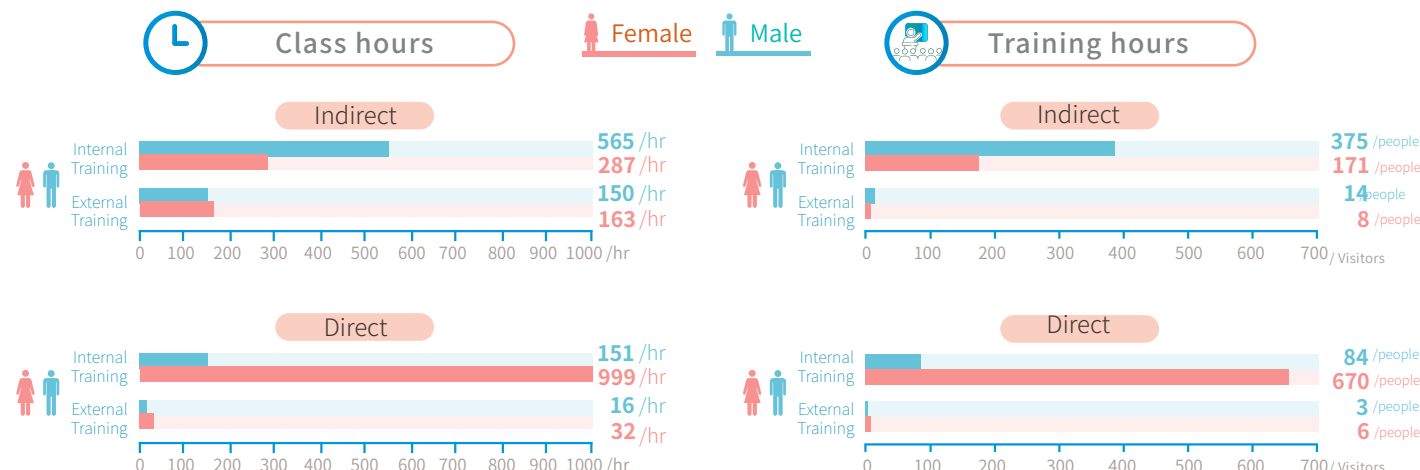 Class hours
Female
Male
Training hours
Indirect
Internal
Training
565 /hr
287 /hr
External
Training
150 /hr
163 /hr
0 100 200 300 400 500 600 700 800 900 1000 /hr
Indirect
Internal
Training
375 /people
171 /people
External
Training
14 /people
8 /people
0 100 200 300 400 500 600 700 / Visitors
Direct
Internal
Training
151 /hr
999 /hr
External
Training
16 /hr
32 /hr
0 100 200 300 400 500 600 700 800 900 1000 /hr
Direct
Internal
Training
84 /people
670 /people
External
Training
3 /people
6 /people
0 100 200 300 400 500 600 700 / Visitors